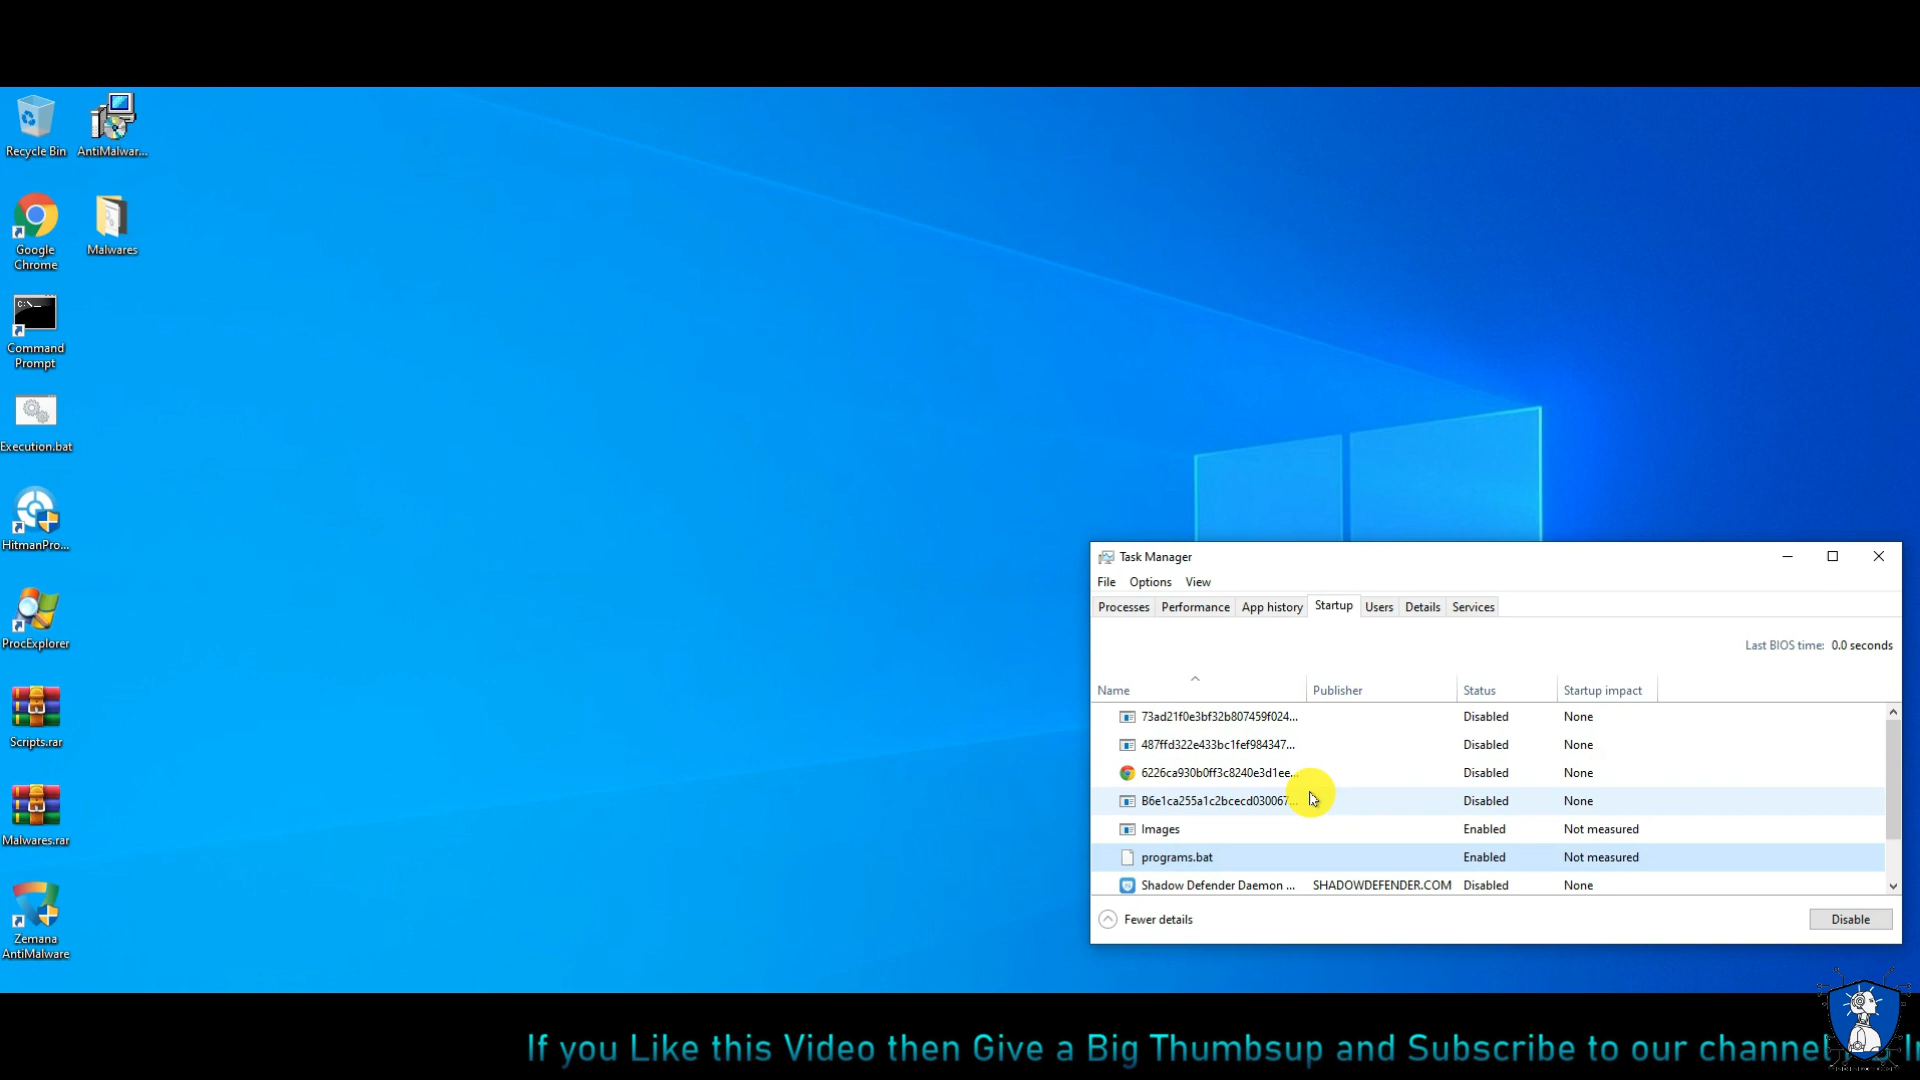 Recycle Bin
AntiMalwar...
Google
Chrome
Malwares
Command
Prompt
Execution.bat
HitmanPro...
ProcExplorer
Scripts.rar
Malwares.rar
Zemana
AntiMalware
Task Manager
File Options View
Processes Performance App history Startup Users Details Services
Last BIOS time: 0.0 seconds
Name Publisher Status Startup impact
73ad21f0e3bf32b807459f024... Disabled None
487ffd322e433bc1fef984347... Disabled None
6226ca930b0ff3c8240e3d1ee... Disabled None
B6e1ca255a1c2bcecd030067... Disabled None
Images Enabled Not measured
programs.bat Enabled Not measured
Shadow Defender Daemon ... SHADOWDEFENDER.COM Disabled None
Fewer details Disable
If you Like this Video then Give a Big Thumbsup and Subscribe to our channel